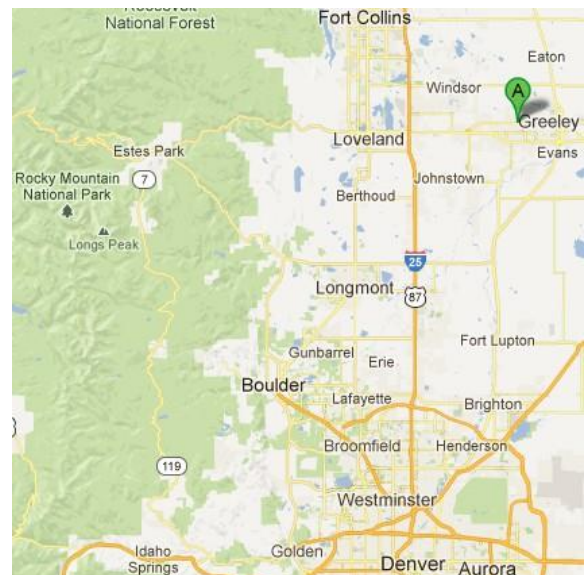 Roosevelt
National Forest
Fort Collins
Eaton
Windsor
A
Greeley
Loveland
Evans
Estes Park
7
Rocky Mountain
National Park
Johnstown
Berthoud
Longs Peak
25
Longmont
87
Fort Lupton
Gunbarrel
Erie
Boulder
Lafayette
Brighton
Broomfield
Henderson
119
Westminster
Idaho
Springs
Golden
Denver
Aurora